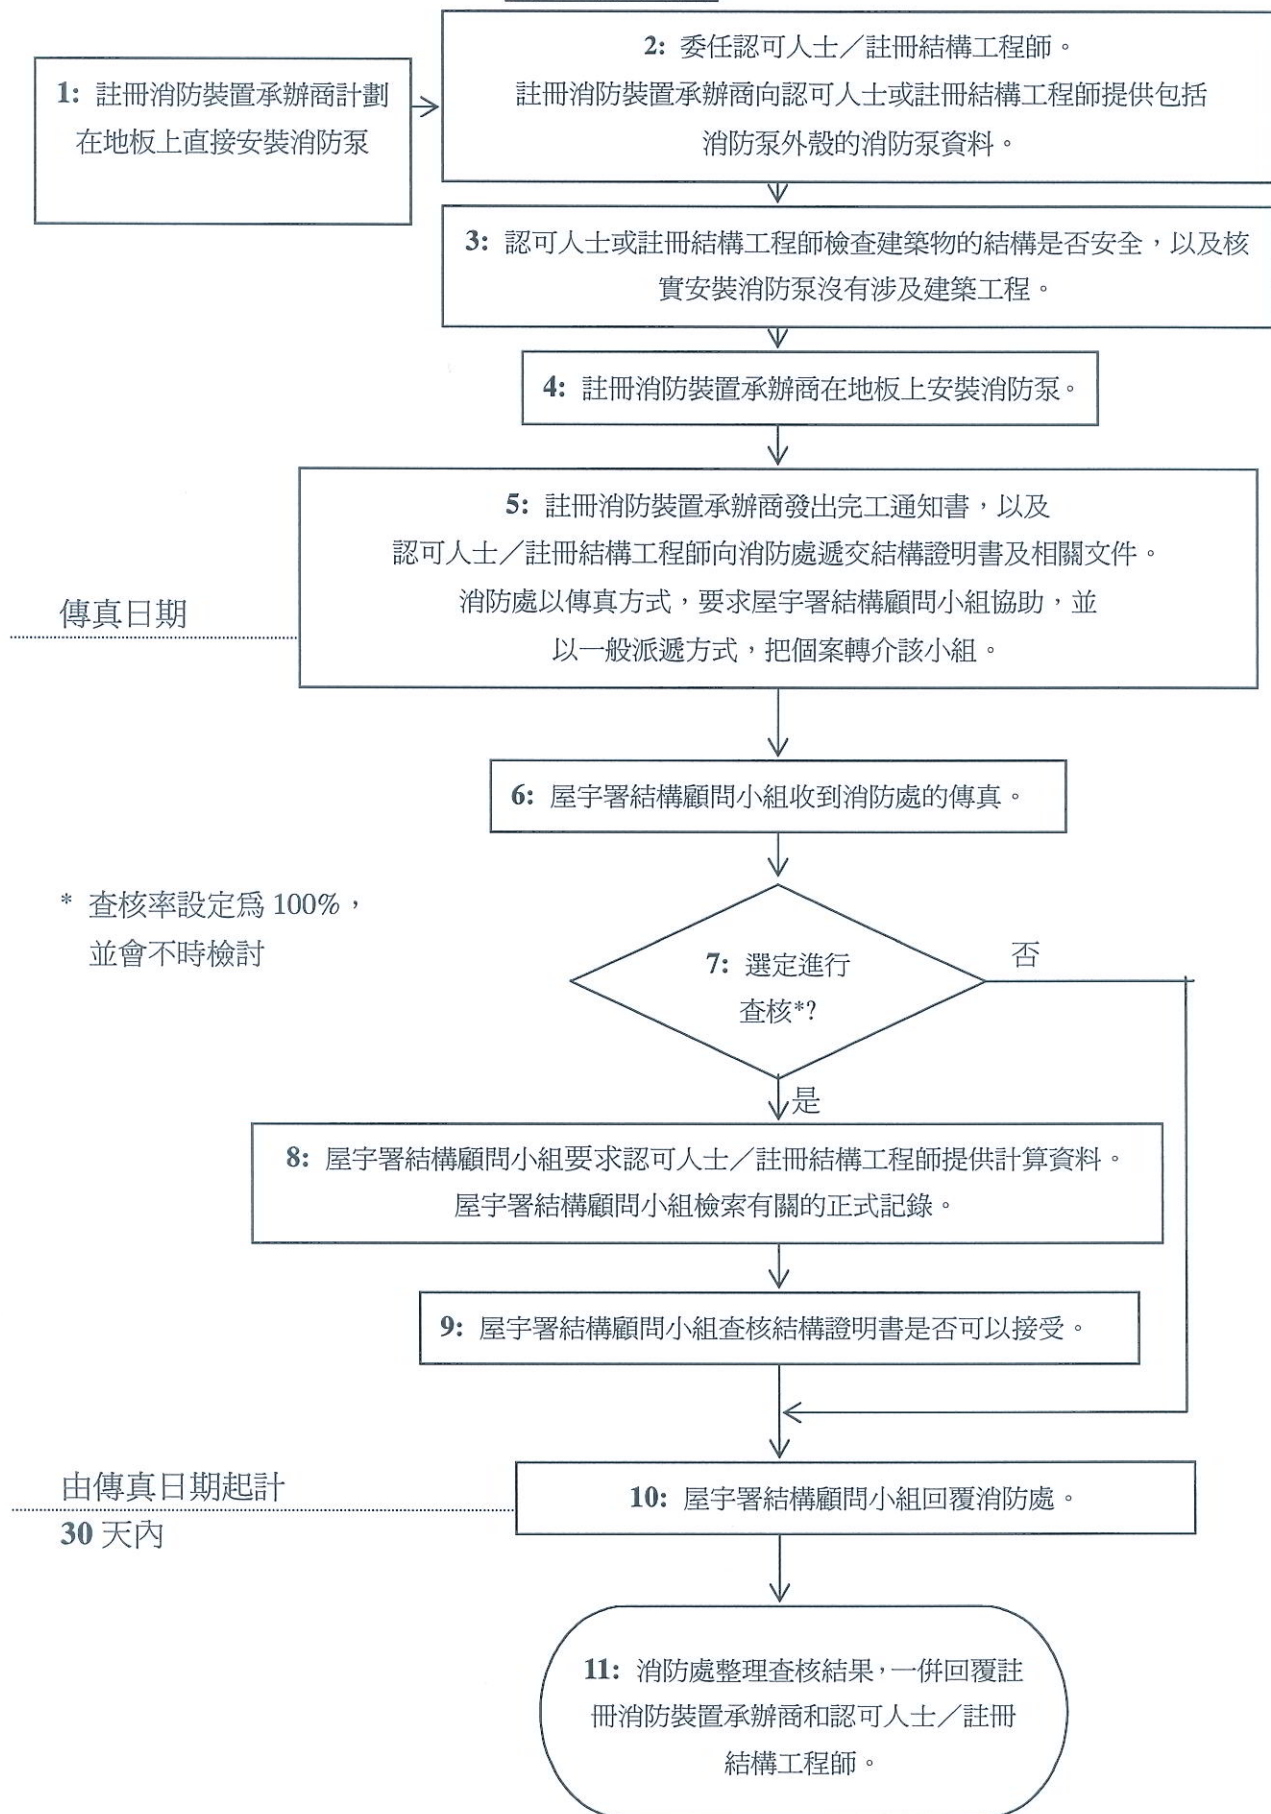 1: 註冊消防裝置承辦商計劃
在地板上直接安裝消防泵
2: 委任認可人士／註冊結構工程師。
註冊消防裝置承辦商向認可人士或註冊結構工程師提供包括
消防泵外殼的消防泵資料。
3: 認可人士或註冊結構工程師檢查建築物的結構是否安全，以及核
實安裝消防泵沒有涉及建築工程。
4: 註冊消防裝置承辦商在地板上安裝消防泵。
5: 註冊消防裝置承辦商發出完工通知書，以及
認可人士／註冊結構工程師向消防處遞交結構證明書及相關文件。
消防處以傳真方式，要求屋宇署結構顧問小組協助，並
以一般派遞方式，把個案轉介該小組。
傳真日期
6: 屋宇署結構顧問小組收到消防處的傳真。
* 查核率設定爲 100%，
並會不時檢討
7: 選定進行
查核*?
否
是
8: 屋宇署結構顧問小組要求認可人士／註冊結構工程師提供計算資料。
屋宇署結構顧問小組檢索有關的正式記錄。
9: 屋宇署結構顧問小組查核結構證明書是否可以接受。
由傳真日期起計
30 天內
10: 屋宇署結構顧問小組回覆消防處。
11: 消防處整理查核結果，一併回覆註
冊消防裝置承辦商和認可人士／註冊
結構工程師。